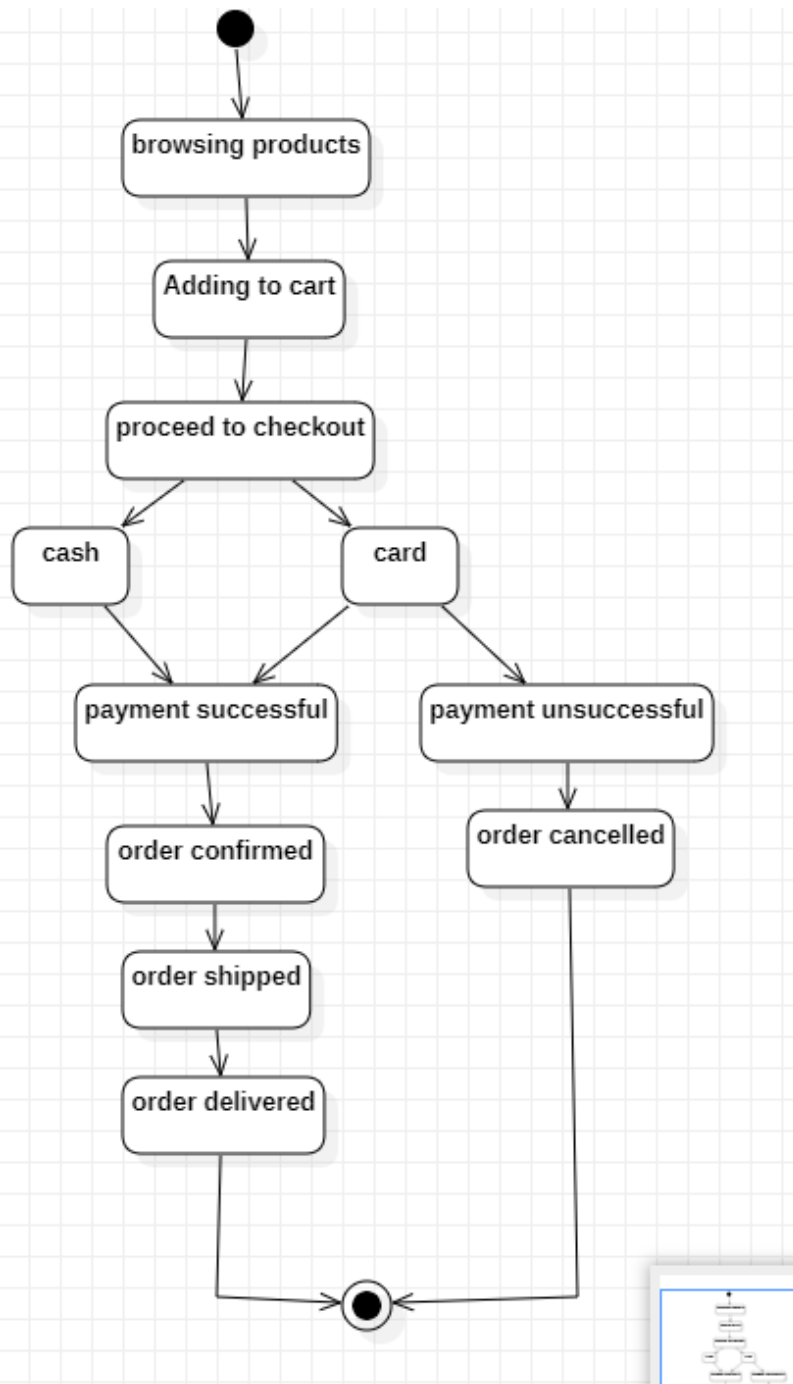 browsing products
Adding to cart
proceed to checkout
cash
card
payment successful
payment unsuccessful
order confirmed
order cancelled
order shipped
order delivered